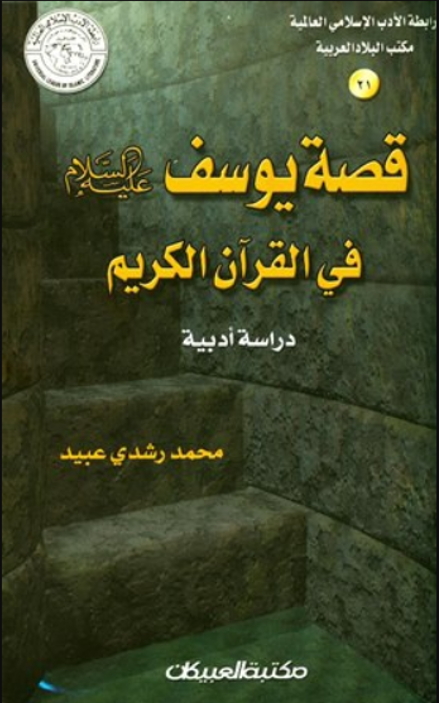 رابطة الأدب الإسلامي العالمية
مكتب البلاد العربية
٢١
قصة يوسف عليه السلام
في القرآن الكريم
دراسة أدبية
محمد رشدي عبيد
مكتبة العبيكان